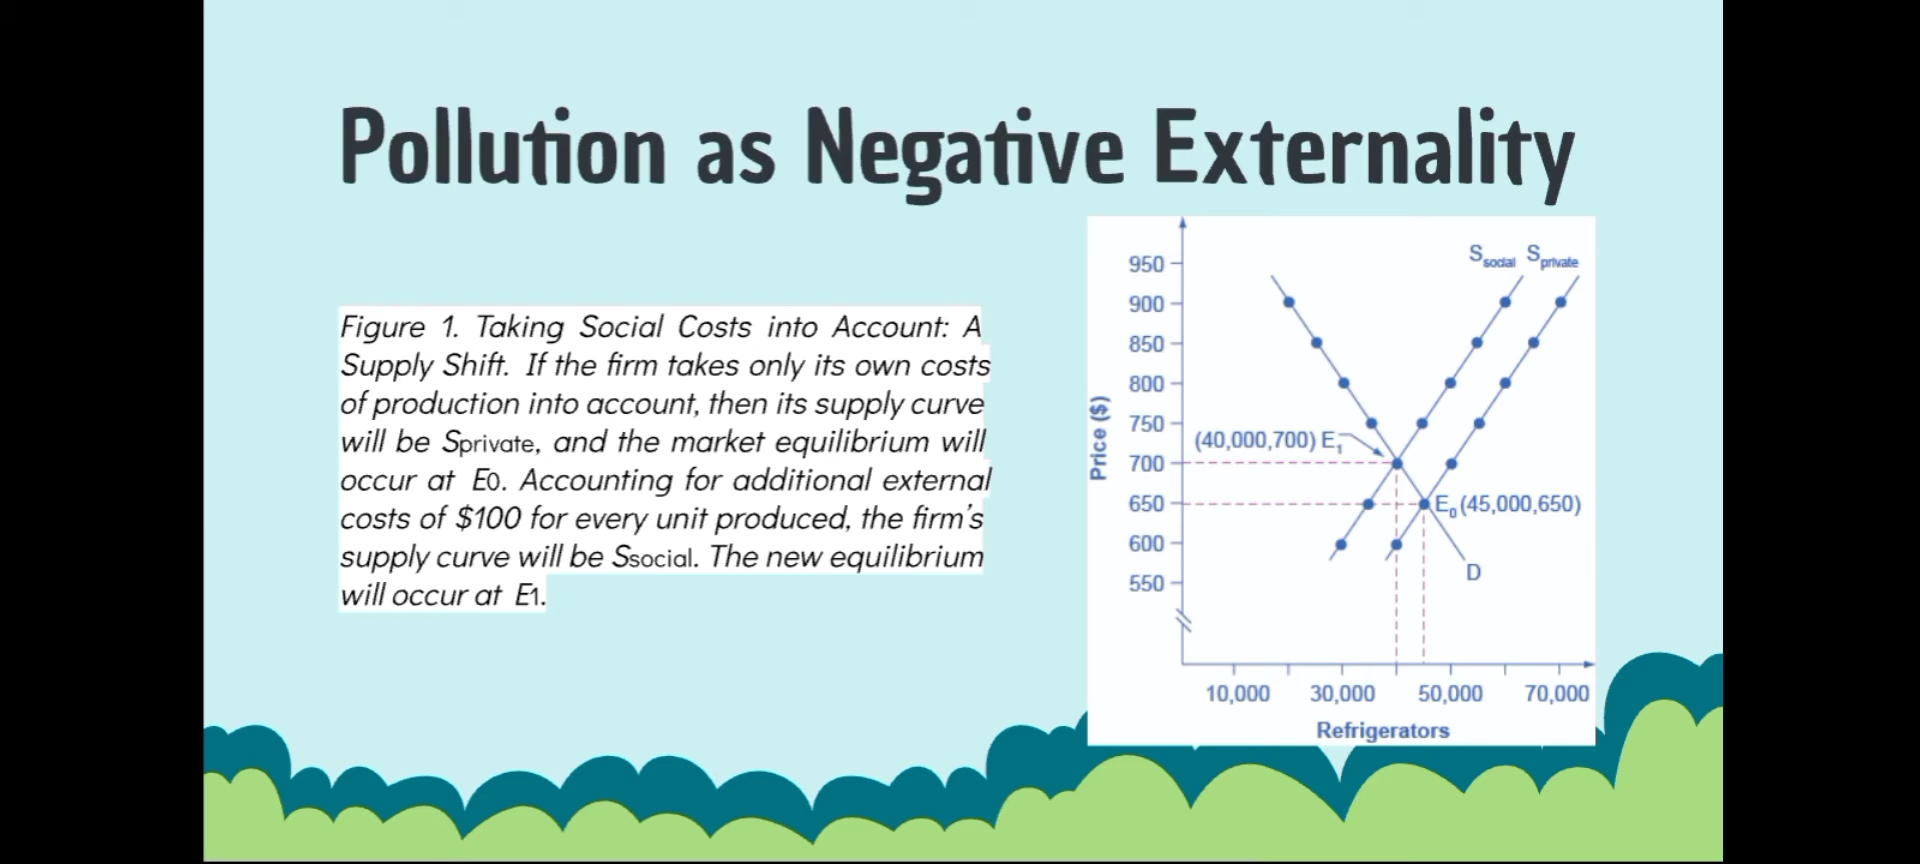 Pollution as Negative Externality
Figure 1. Taking Social Costs into Account: A
Supply Shift. If the firm takes only its own costs
of production into account, then its supply curve
will be Sprivate, and the market equilibrium will
occur at E0. Accounting for additional external
costs of $100 for every unit produced, the firm's
supply curve will be Ssocial. The new equilibrium
will occur at E1.
Ssocial Sprivate
950
900
850
800
750
(40,000,700) E1
700
650
E0 (45,000,650)
600
550
D
Price ($)
10,000 30,000 50,000 70,000
Refrigerators